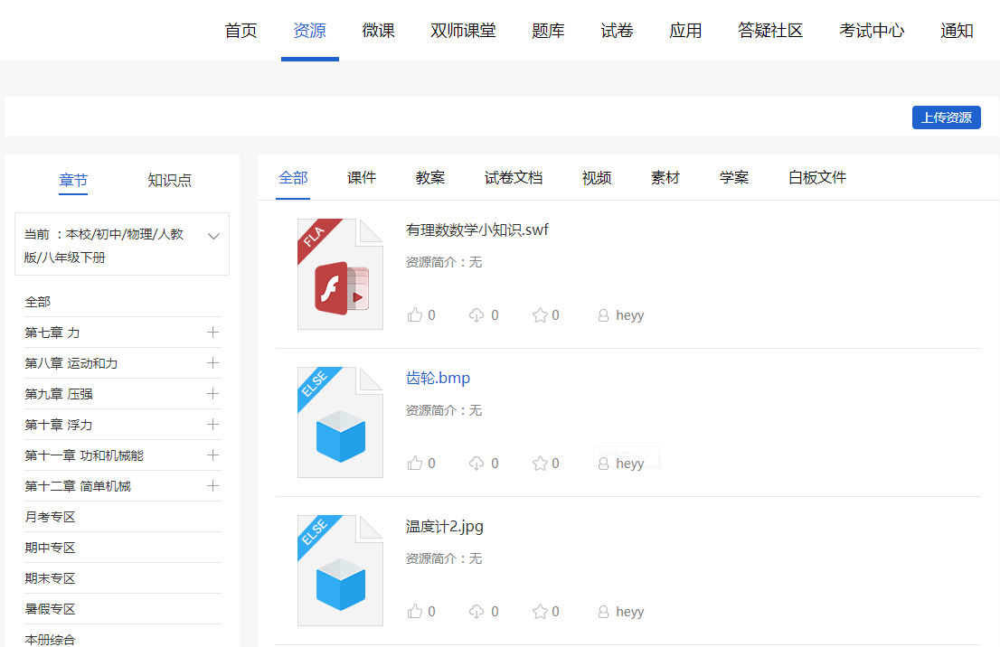 首页 资源 微课 双师课堂 题库 试卷 应用 答疑社区 考试中心 通知
上传资源
章节 知识点
当前 ：本校/初中/物理/人教
版/八年级下册
全部
第七章 力
第八章 运动和力
第九章 压强
第十章 浮力
第十一章 功和机械能
第十二章 简单机械
月考专区
期中专区
期末专区
暑假专区
本册综合
全部 课件 教案 试卷文档 视频 素材 学案 白板文件
FLA
有理数数学小知识.swf
资源简介：无
0 0 0 heyy
ELSE
齿轮.bmp
资源简介：无
0 0 0 heyy
ELSE
温度计2.jpg
资源简介：无
0 0 0 heyy